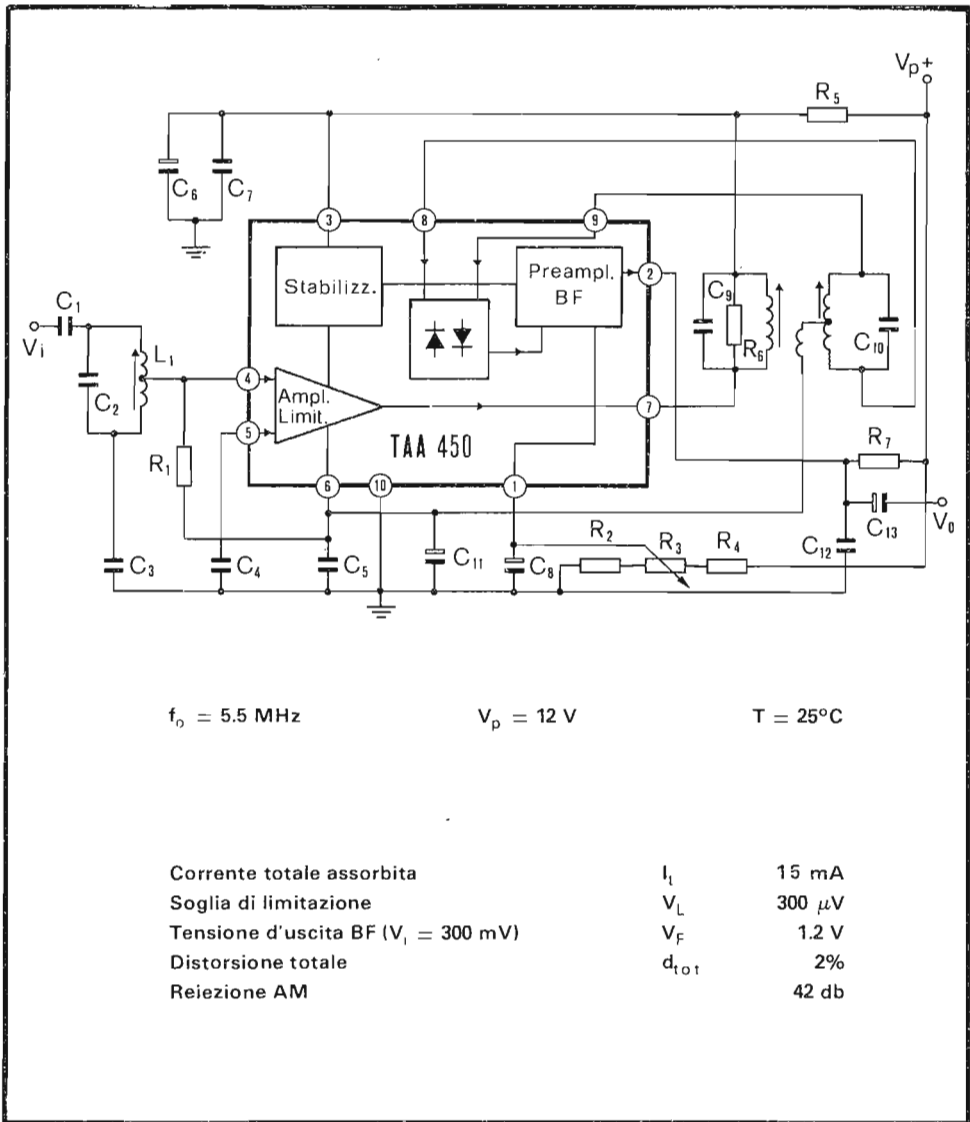 Vp+
R5
C6
C7
3
8
9
Stabilizz.
Preampl.
BF
2
C1
Vi
L1
C2
4
5
Ampl.
Limit.
TAA 450
C9
R6
C10
7
R1
6
10
1
R7
C13
V0
C12
C3
C4
C5
C11
C8
R2
R3
R4
fo = 5.5 MHz
Vp = 12 V
T = 25°C
Corrente totale assorbita It 15 mA
Soglia di limitazione VL 300 µV
Tensione d'uscita BF (Vi = 300 mV) VF 1.2 V
Distorsione totale dtot 2%
Reiezione AM 42 db